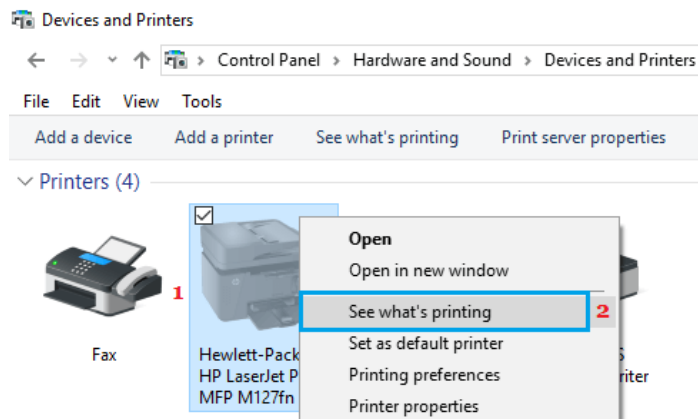 Devices and Printers
Control Panel > Hardware and Sound > Devices and Printers
File Edit View Tools
Add a device Add a printer See what's printing Print server properties
Printers (4)
Open
Open in new window
1
See what's printing 2
Set as default printer
Fax
Hewlett-Pack
HP LaserJet P
MFP M127fn
Printing preferences
Printer properties